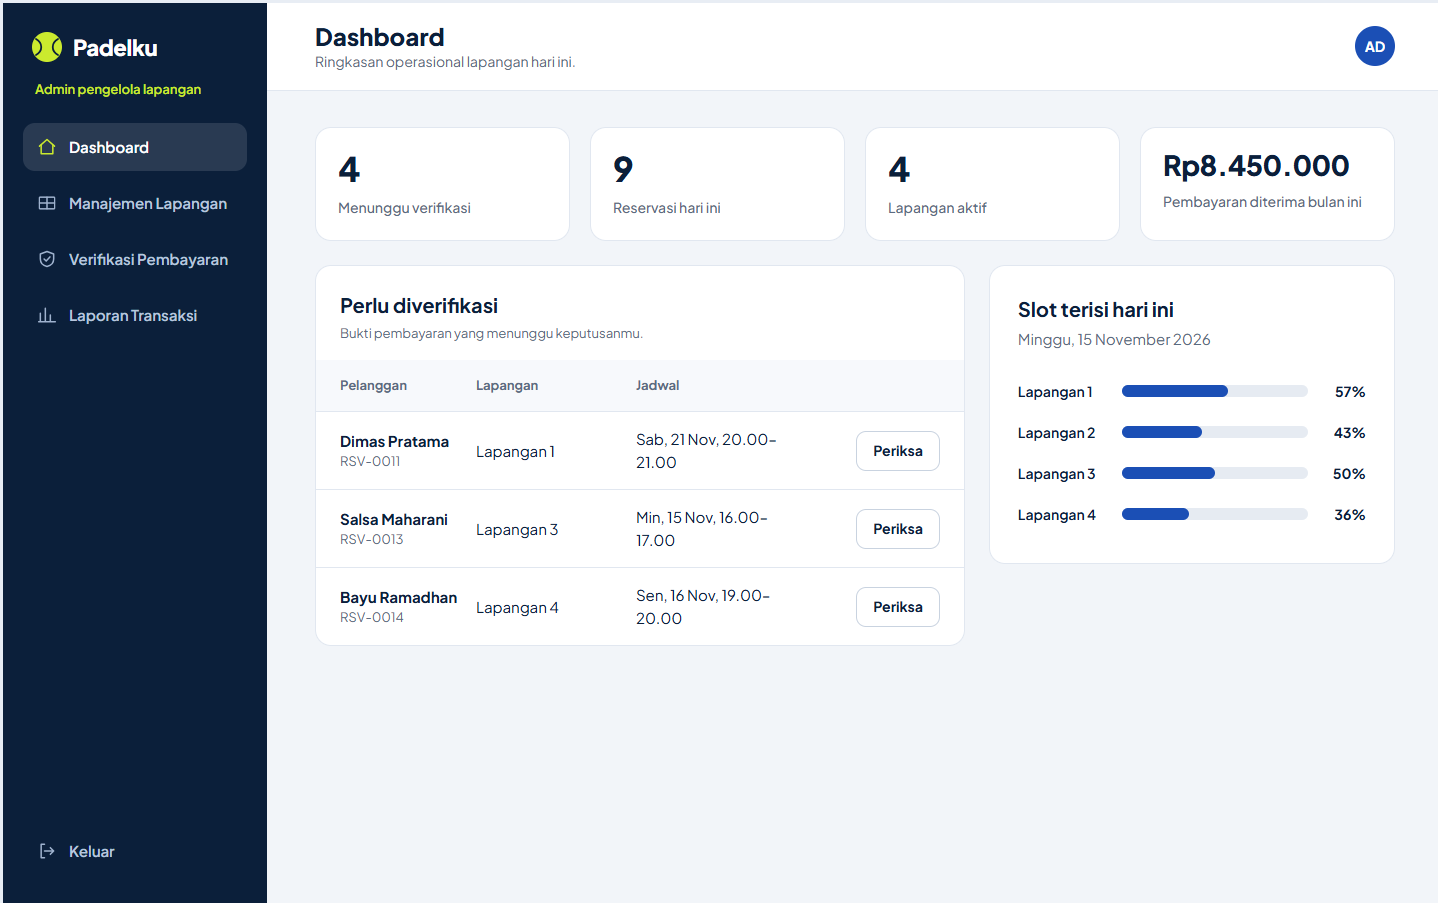 Padelku
Admin pengelola lapangan
Dashboard
Manajemen Lapangan
Verifikasi Pembayaran
Laporan Transaksi
Keluar
Dashboard
Ringkasan operasional lapangan hari ini.
AD
4
Menunggu verifikasi
9
Reservasi hari ini
4
Lapangan aktif
Rp8.450.000
Pembayaran diterima bulan ini
Perlu diverifikasi
Bukti pembayaran yang menunggu keputusanmu.
Pelanggan Lapangan Jadwal
Dimas Pratama
RSV-0011
Lapangan 1
Sab, 21 Nov, 20.00–
21.00
Periksa
Salsa Maharani
RSV-0013
Lapangan 3
Min, 15 Nov, 16.00–
17.00
Periksa
Bayu Ramadhan
RSV-0014
Lapangan 4
Sen, 16 Nov, 19.00–
20.00
Periksa
Slot terisi hari ini
Minggu, 15 November 2026
Lapangan 1 57%
Lapangan 2 43%
Lapangan 3 50%
Lapangan 4 36%